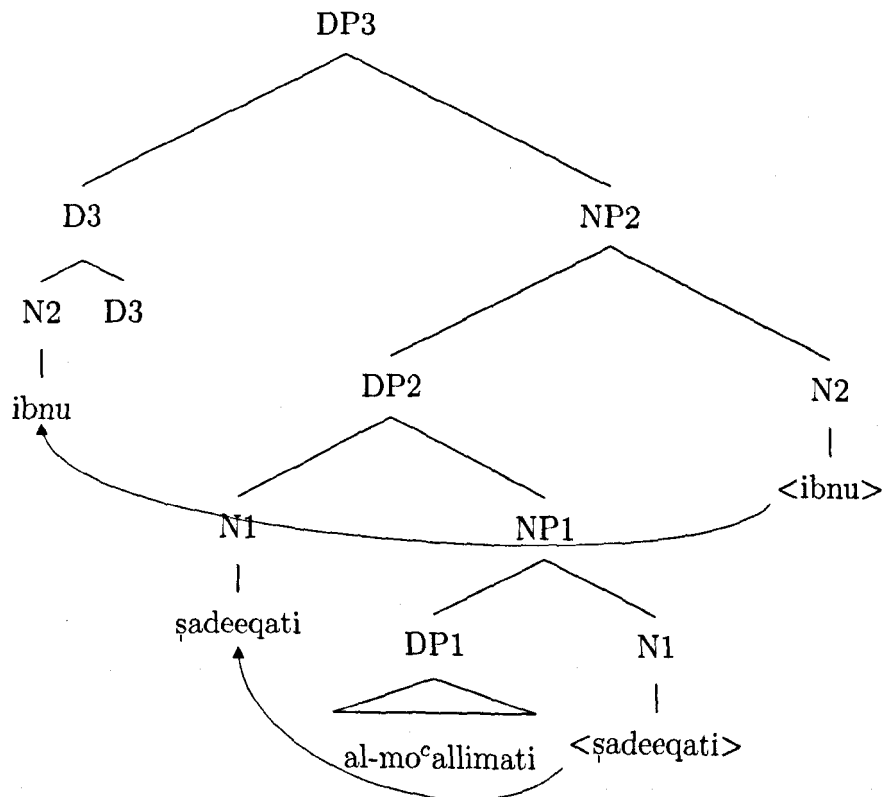 DP3
D3 NP2
N2 D3
DP2 N2
ibnu
<ibnu>
N1 NP1
ṣadeeqati DP1 N1
al-moᶜallimati <ṣadeeqati>